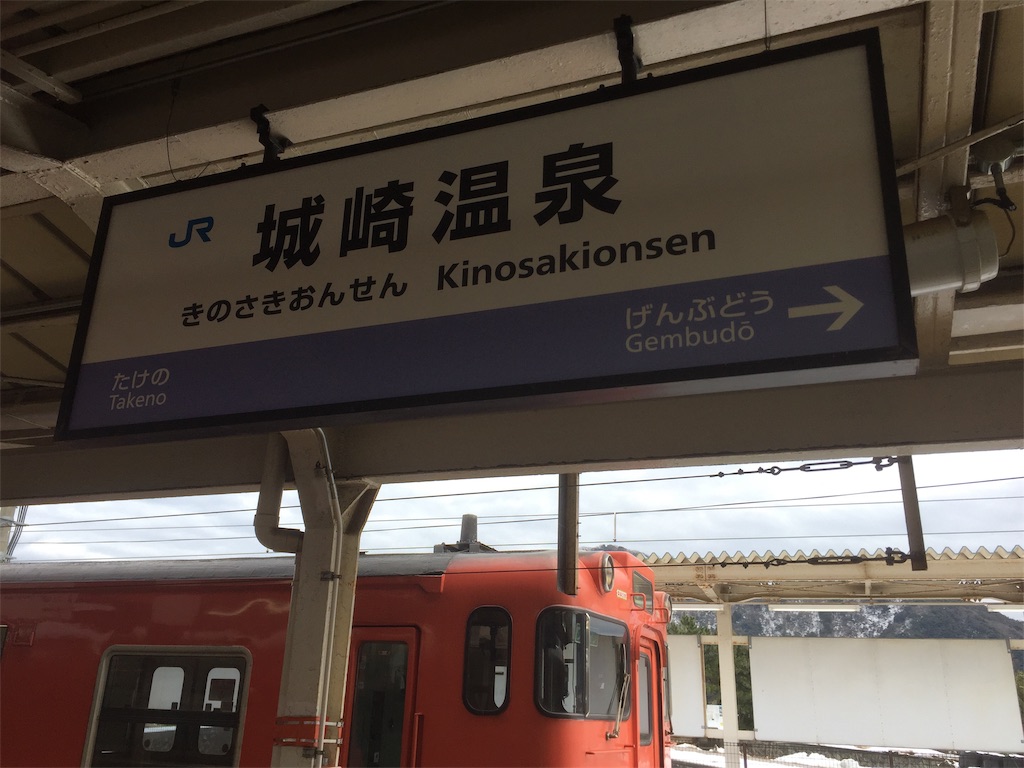 JR 城崎温泉
きのさきおんせん Kinosakionsen
げんぶどう
Gembudō
たけの
Takeno